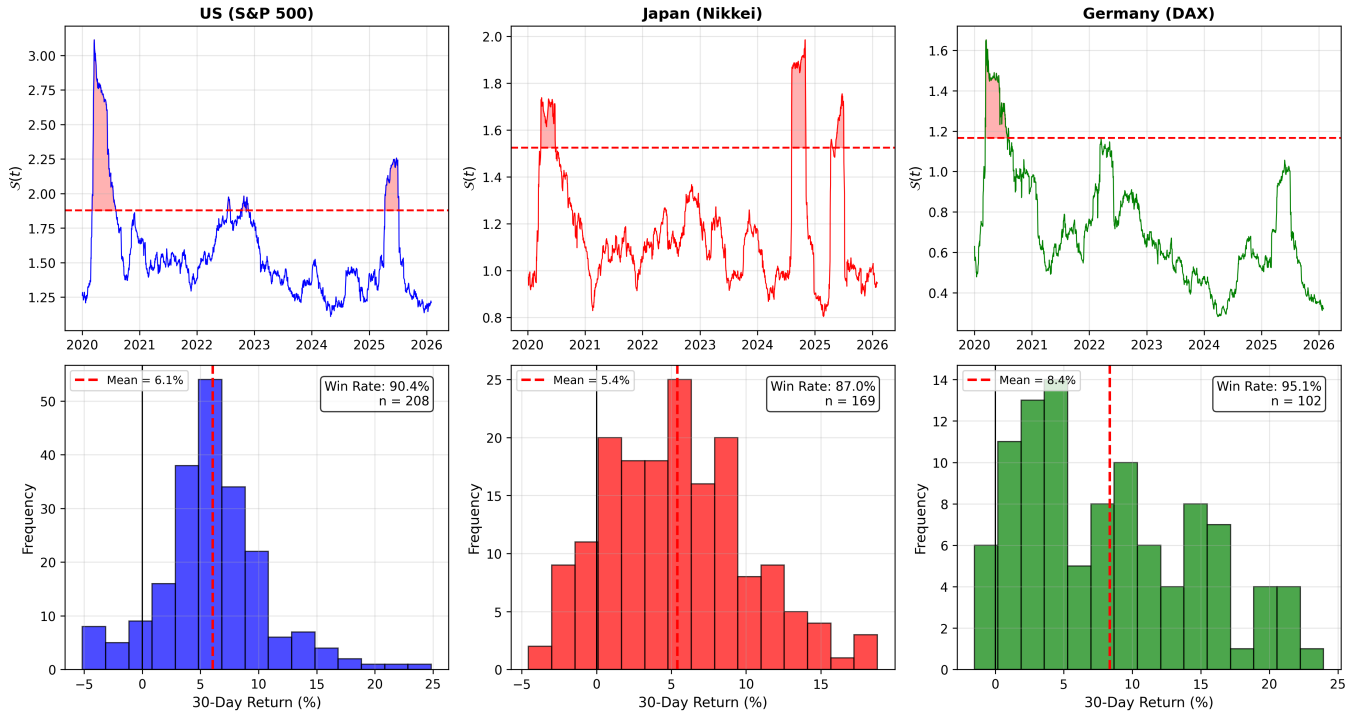 US (S&P 500)
𝒮(t)
3.00
2.75
2.50
2.25
2.00
1.75
1.50
1.25
2020 2021 2022 2023 2024 2025 2026
Japan (Nikkei)
𝒮(t)
2.0
1.8
1.6
1.4
1.2
1.0
0.8
2020 2021 2022 2023 2024 2025 2026
Germany (DAX)
𝒮(t)
1.6
1.4
1.2
1.0
0.8
0.6
0.4
2020 2021 2022 2023 2024 2025 2026
Mean = 6.1%
Win Rate: 90.4%
n = 208
Frequency
50
40
30
20
10
0
−5 0 5 10 15 20 25
30-Day Return (%)
Mean = 5.4%
Win Rate: 87.0%
n = 169
Frequency
25
20
15
10
5
0
−5 0 5 10 15
30-Day Return (%)
Mean = 8.4%
Win Rate: 95.1%
n = 102
Frequency
14
12
10
8
6
4
2
0
0 5 10 15 20 25
30-Day Return (%)